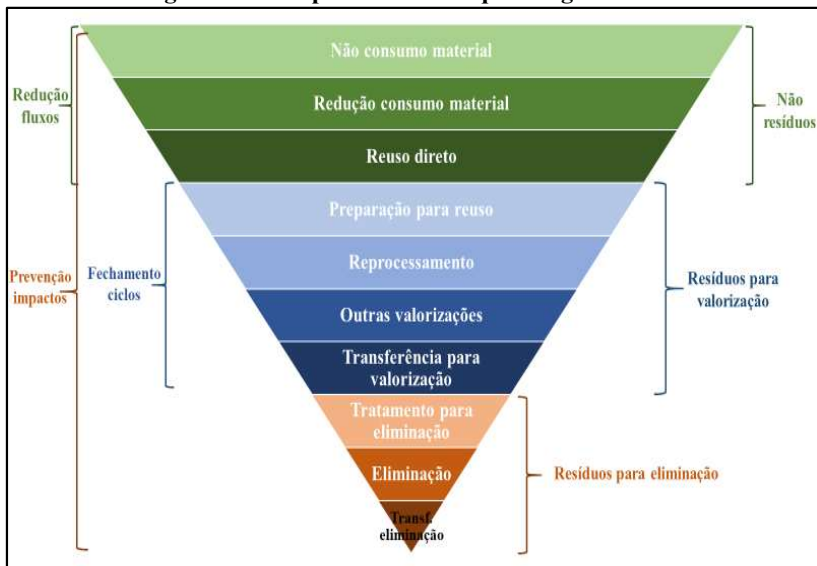 Não consumo material
Redução
fluxos
Redução consumo material
Não
resíduos
Reuso direto
Preparação para reuso
Prevenção
impactos
Fechamento
ciclos
Reprocessamento
Resíduos para
valorização
Outras valorizações
Transferência para
valorização
Tratamento para
eliminação
Eliminação
Resíduos para eliminação
Transf.
eliminação